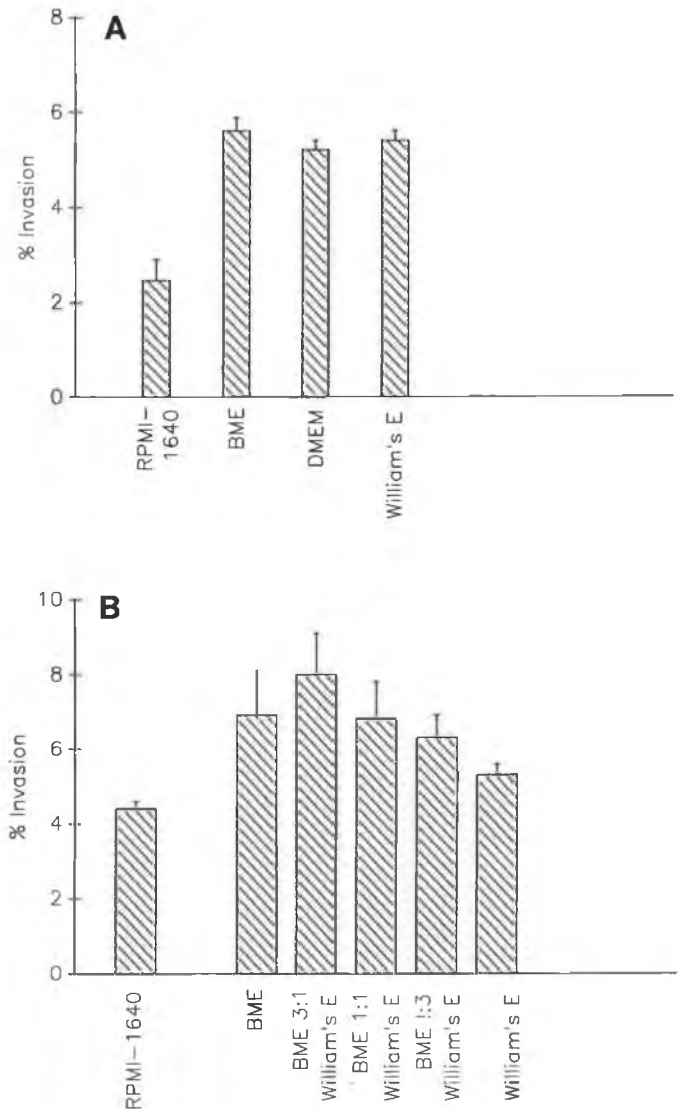 A
8
6
4
2
0
% Invasion
RPMI-
1640
BME
DMEM
William's E
B
10
8
6
4
2
0
% Invasion
RPMI-1640
BME
BME 3:1
William's E
BME 1:1
William's E
BME 1:3
William's E
William's E